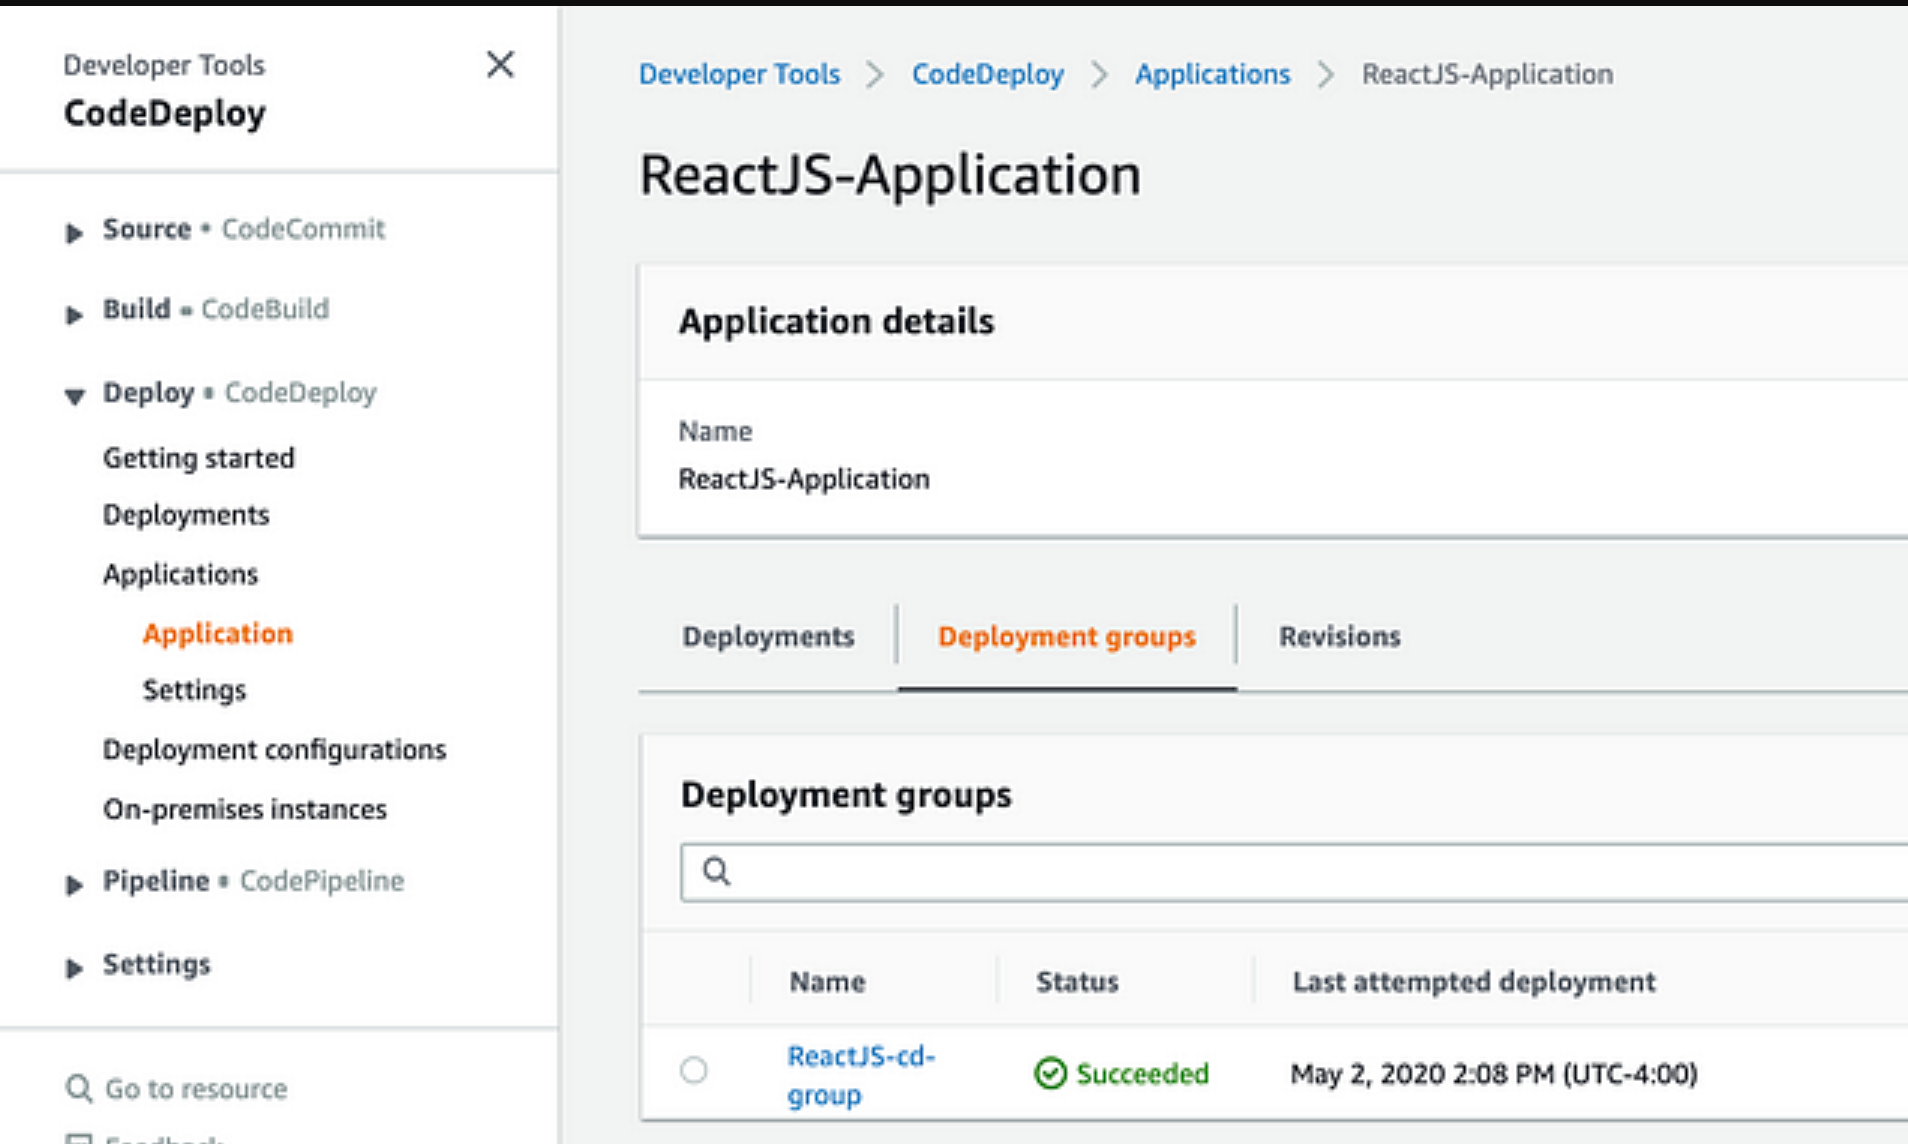 Developer Tools
CodeDeploy
Source • CodeCommit
Build • CodeBuild
Deploy • CodeDeploy
Getting started
Deployments
Applications
Application
Settings
Deployment configurations
On-premises instances
Pipeline • CodePipeline
Settings
Go to resource
Feedback
Developer Tools > CodeDeploy > Applications > ReactJS-Application
ReactJS-Application
Application details
Name
ReactJS-Application
Deployments Deployment groups Revisions
Deployment groups
Name Status Last attempted deployment
ReactJS-cd-
group
Succeeded May 2, 2020 2:08 PM (UTC-4:00)